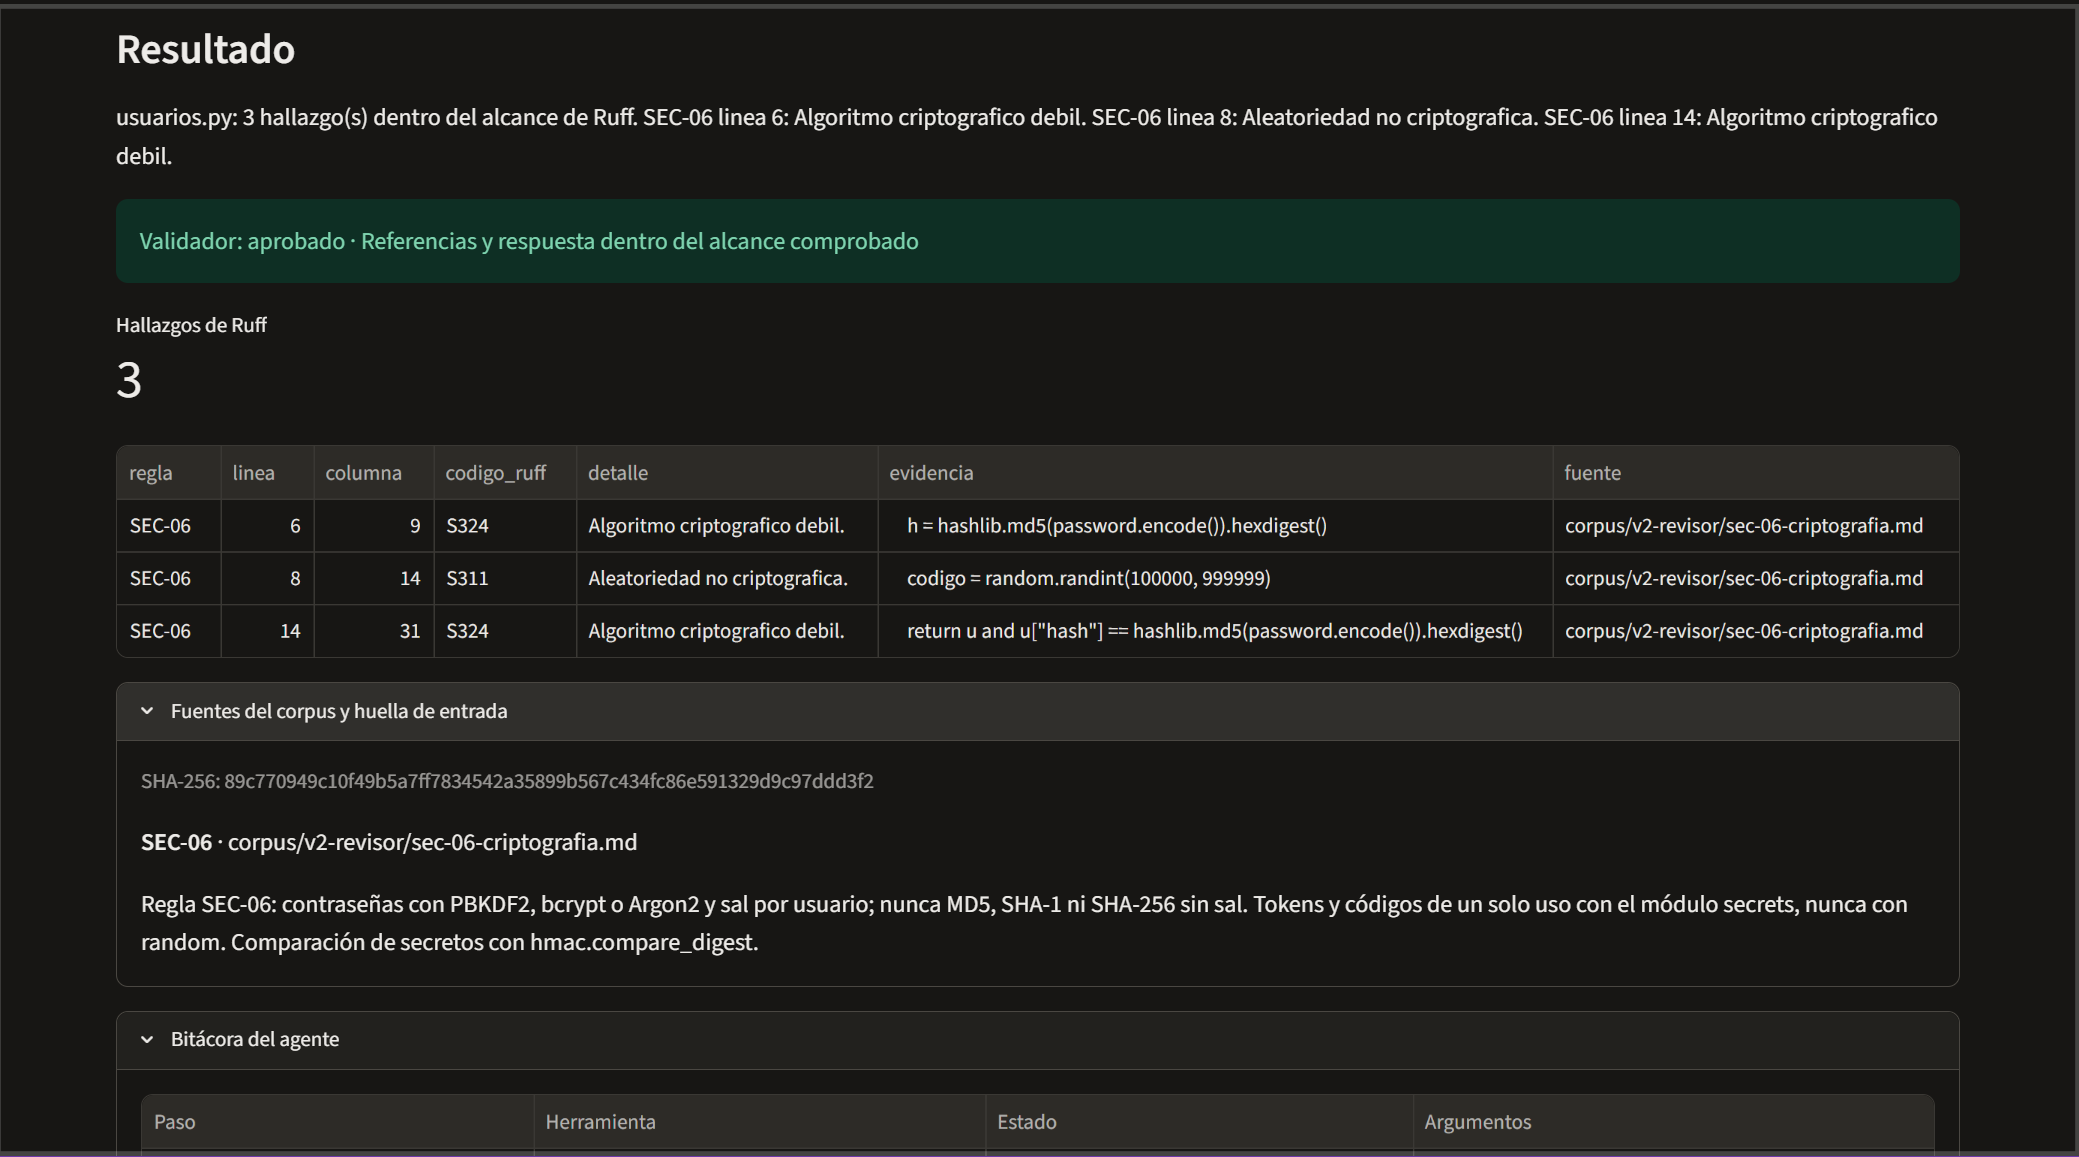 Resultado
usuarios.py: 3 hallazgo(s) dentro del alcance de Ruff. SEC-06 linea 6: Algoritmo criptografico debil. SEC-06 linea 8: Aleatoriedad no criptografica. SEC-06 linea 14: Algoritmo criptografico
debil.
Validador: aprobado · Referencias y respuesta dentro del alcance comprobado
Hallazgos de Ruff
3
regla linea columna codigo_ruff detalle evidencia fuente
SEC-06 6 9 S324 Algoritmo criptografico debil. h = hashlib.md5(password.encode()).hexdigest() corpus/v2-revisor/sec-06-criptografia.md
SEC-06 8 14 S311 Aleatoriedad no criptografica. codigo = random.randint(100000, 999999) corpus/v2-revisor/sec-06-criptografia.md
SEC-06 14 31 S324 Algoritmo criptografico debil. return u and u["hash"] == hashlib.md5(password.encode()).hexdigest() corpus/v2-revisor/sec-06-criptografia.md
Fuentes del corpus y huella de entrada
SHA-256: 89c770949c10f49b5a7ff7834542a35899b567c434fc86e591329d9c97ddd3f2
SEC-06 · corpus/v2-revisor/sec-06-criptografia.md
Regla SEC-06: contraseñas con PBKDF2, bcrypt o Argon2 y sal por usuario; nunca MD5, SHA-1 ni SHA-256 sin sal. Tokens y códigos de un solo uso con el módulo secrets, nunca con
random. Comparación de secretos con hmac.compare_digest.
Bitácora del agente
Paso Herramienta Estado Argumentos